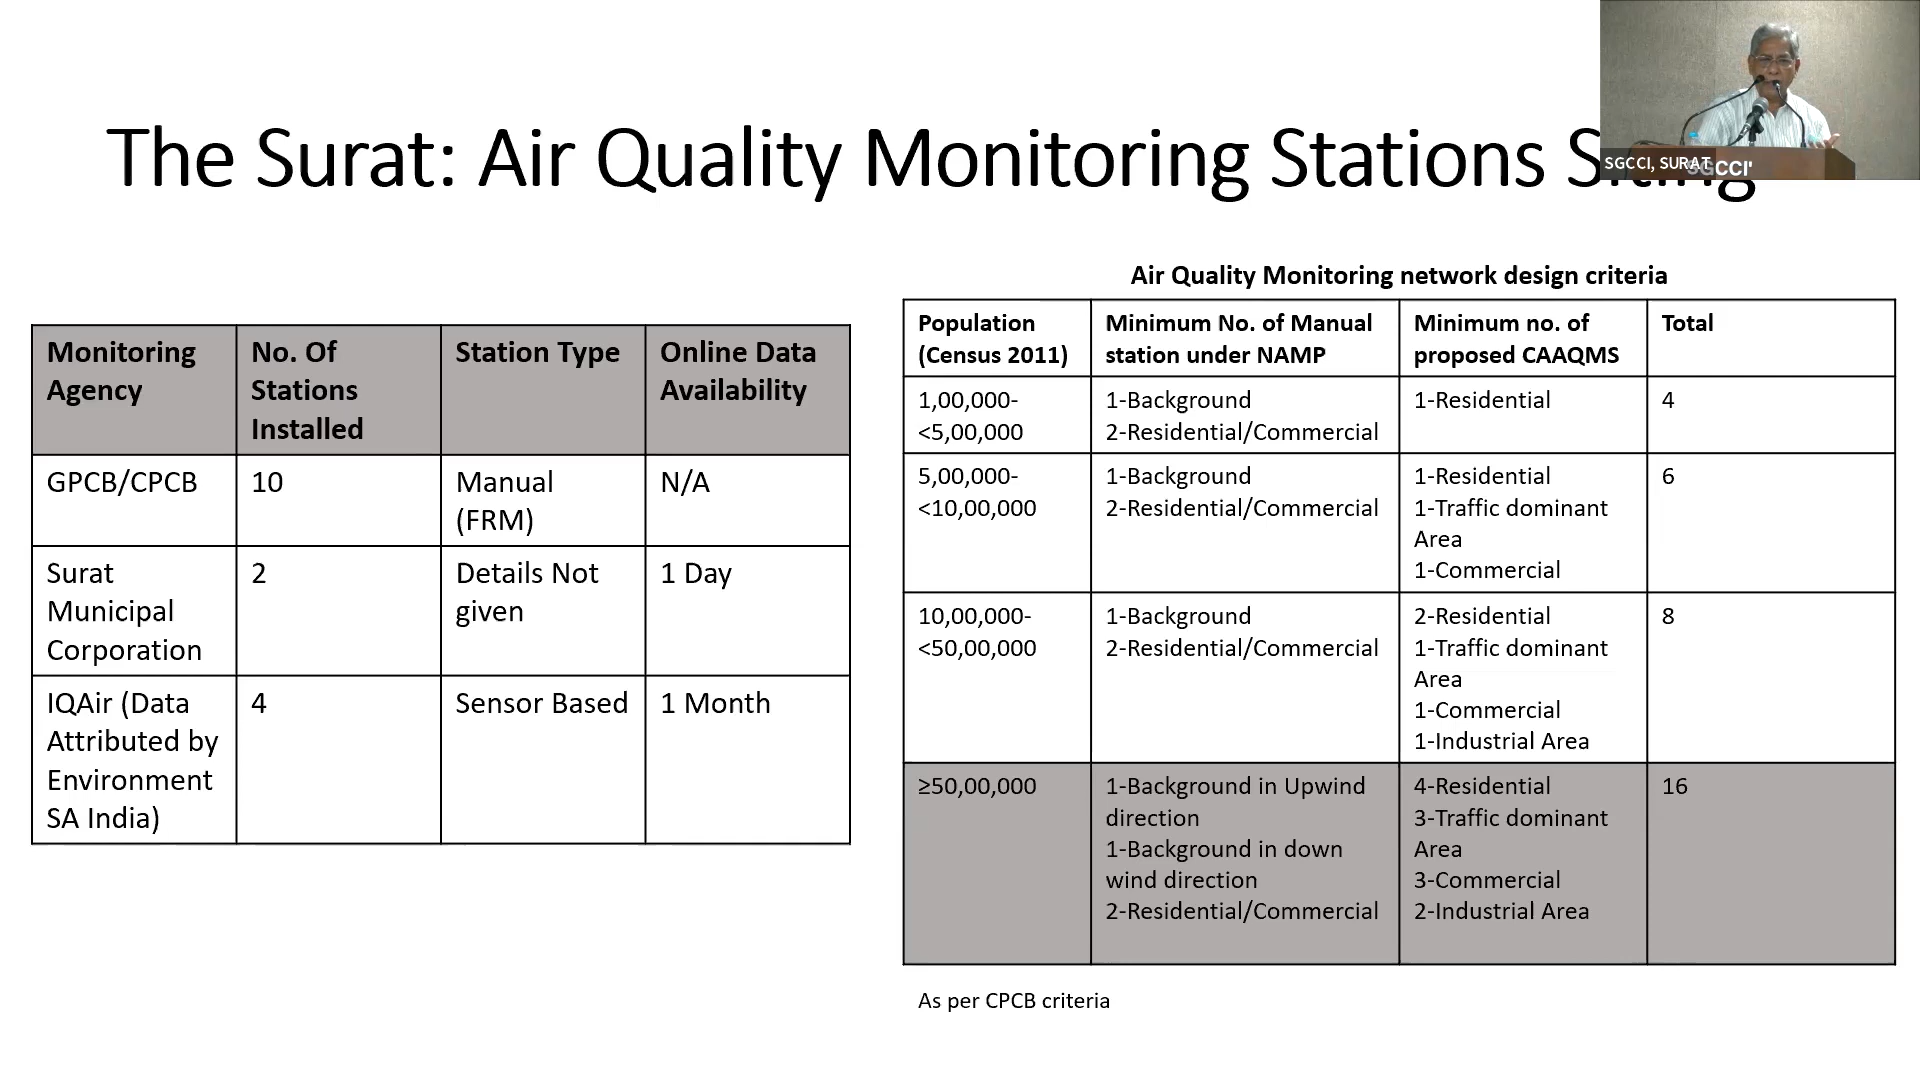 The Surat: Air Quality Monitoring Stations Siting
SGCCI, SURAT
SGCCI'
Monitoring Agency
No. Of Stations Installed
Station Type
Online Data Availability
GPCB/CPCB
10
Manual (FRM)
N/A
Surat Municipal Corporation
2
Details Not given
1 Day
IQAir (Data Attributed by Environment SA India)
4
Sensor Based
1 Month
Air Quality Monitoring network design criteria
Population (Census 2011)
Minimum No. of Manual station under NAMP
Minimum no. of proposed CAAQMS
Total
1,00,000-
<5,00,000
1-Background
2-Residential/Commercial
1-Residential
4
5,00,000-
<10,00,000
1-Background
2-Residential/Commercial
1-Residential
1-Traffic dominant Area
1-Commercial
6
10,00,000-
<50,00,000
1-Background
2-Residential/Commercial
2-Residential
1-Traffic dominant Area
1-Commercial
1-Industrial Area
8
≥50,00,000
1-Background in Upwind direction
1-Background in down wind direction
2-Residential/Commercial
4-Residential
3-Traffic dominant Area
3-Commercial
2-Industrial Area
16
As per CPCB criteria